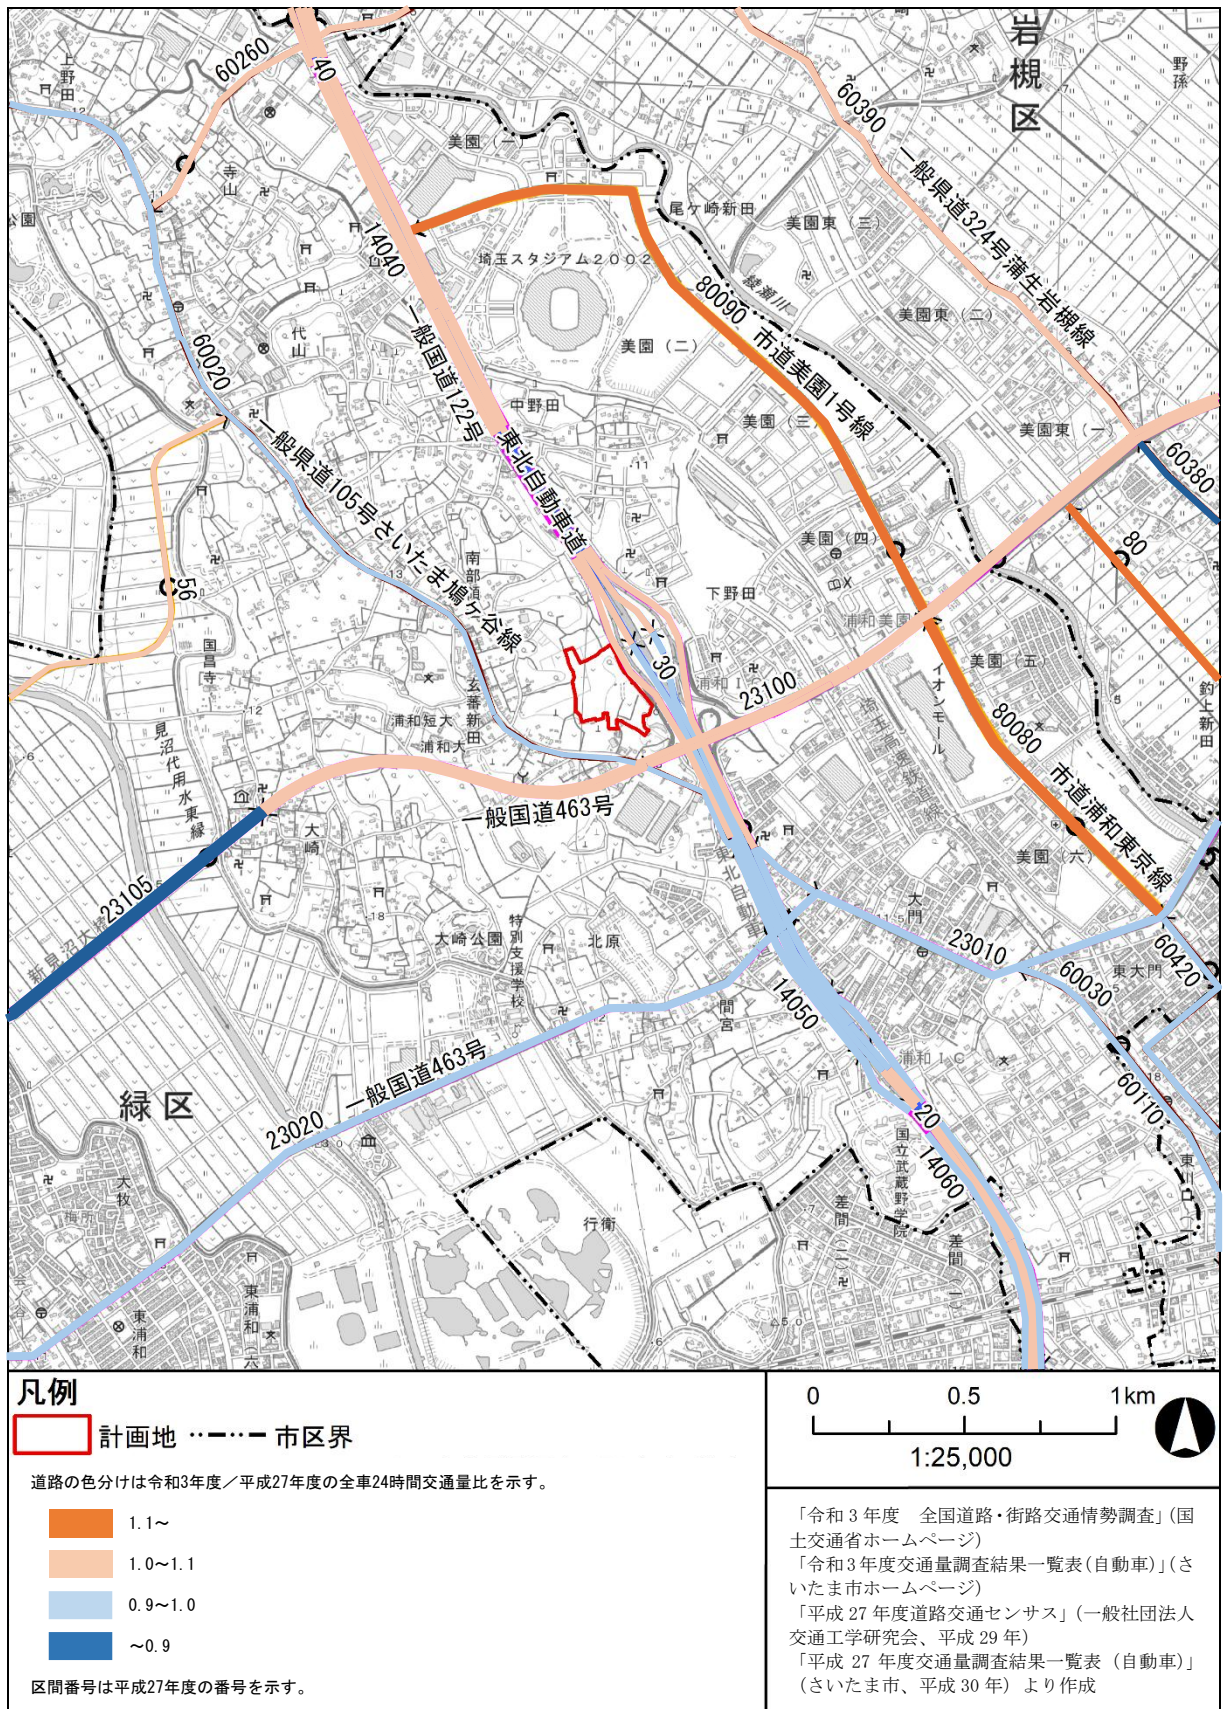 岩槻区
上野田
60260
40
野孫
60390
美園（一）
寺山
公園
尾ケ崎新田
美園東（三）
一般県道324号蒲生岩槻線
14040
埼玉スタジアム2002
綾瀬川
80090
市道美園1号線
美園東（二）
代山
60020
一般国道122号
美園（二）
中野田
美園（三）
美園東（一）
60380
一般県道105号さいたま鳩ケ谷線
東北自動車道
美園（四）
80
56
下野田
浦和美園
国昌寺
30
美園（五）
イオンモール
釣上新田
玄蕃新田
浦和短大
浦和大
23100
埼玉高速鉄道線
80080
見沼代用水東縁
市道浦和東京線
一般国道463号
大崎
美園（六）
23105
東北自動車道
大門
大崎公園
特別支援学校
北原
23010
東大門
60420
60030
14050
間宮
浦和IC
一般国道463号
緑区
60110
23020
20
国立武蔵野学院
14060
大牧
差間
行衛
差間
東浦和
東浦和
凡例
計画地
市区界
道路の色分けは令和3年度／平成27年度の全車24時間交通量比を示す。
1.1～
1.0～1.1
0.9～1.0
～0.9
区間番号は平成27年度の番号を示す。
0 0.5 1km
1:25,000
「令和3年度　全国道路・街路交通情勢調査」（国
土交通省ホームページ）
「令和3年度交通量調査結果一覧表（自動車）」（さ
いたま市ホームページ）
「平成27年度道路交通センサス」（一般社団法人
交通工学研究会、平成29年）
「平成 27 年度交通量調査結果一覧表（自動車）」
（さいたま市、平成30年）より作成